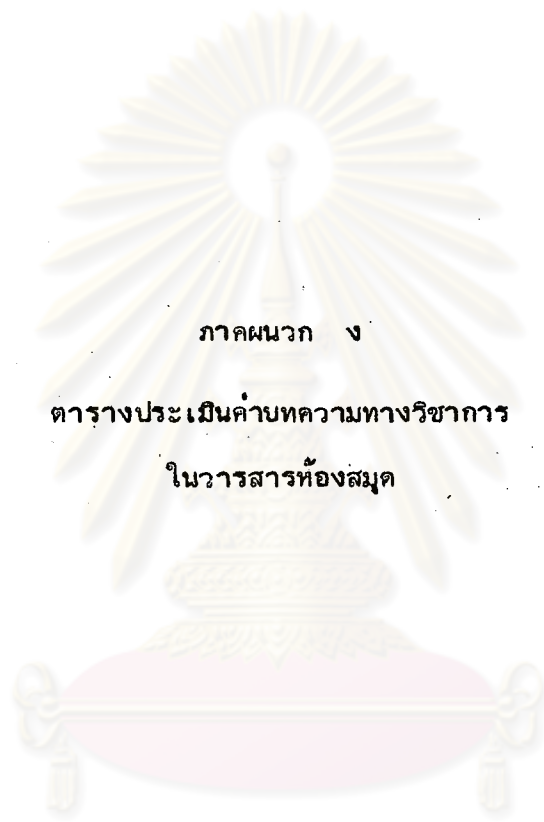 ภาคผนวก ง
ตารางประเมินค่าบทความทางวิชาการ
ในวารสารห้องสมุด